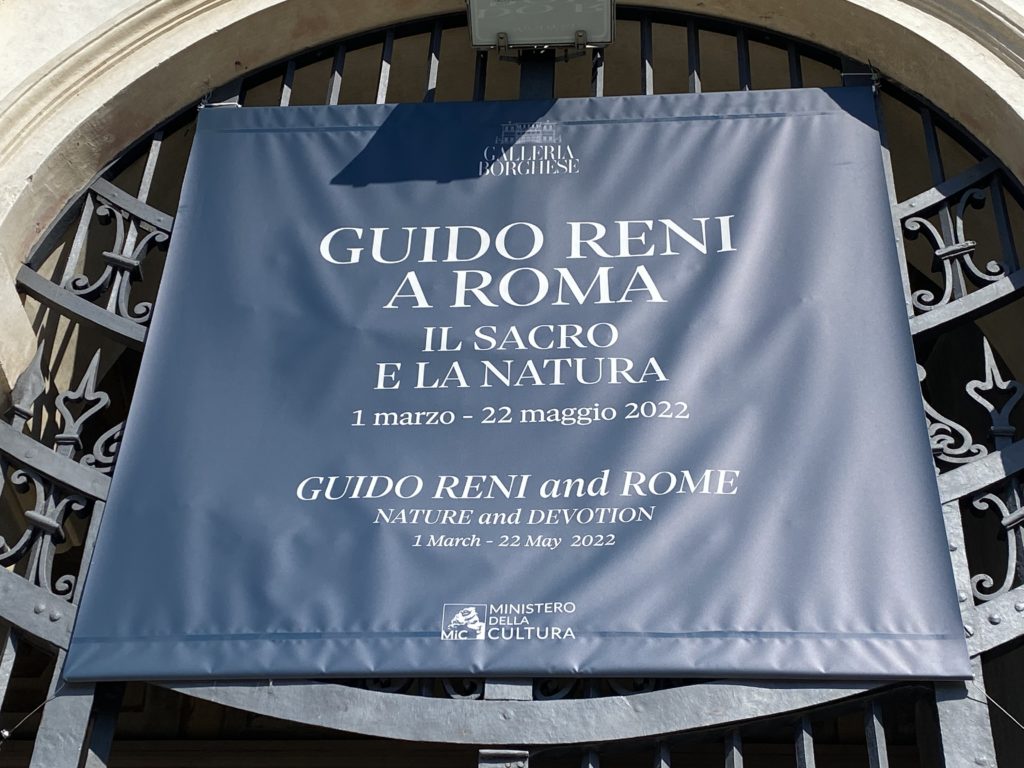 GALLERIA
BORGHESE
GUIDO RENI
A ROMA
IL SACRO
E LA NATURA
1 marzo - 22 maggio 2022
GUIDO RENI and ROME
NATURE and DEVOTION
1 March - 22 May 2022
MiC
MINISTERO
DELLA
CULTURA